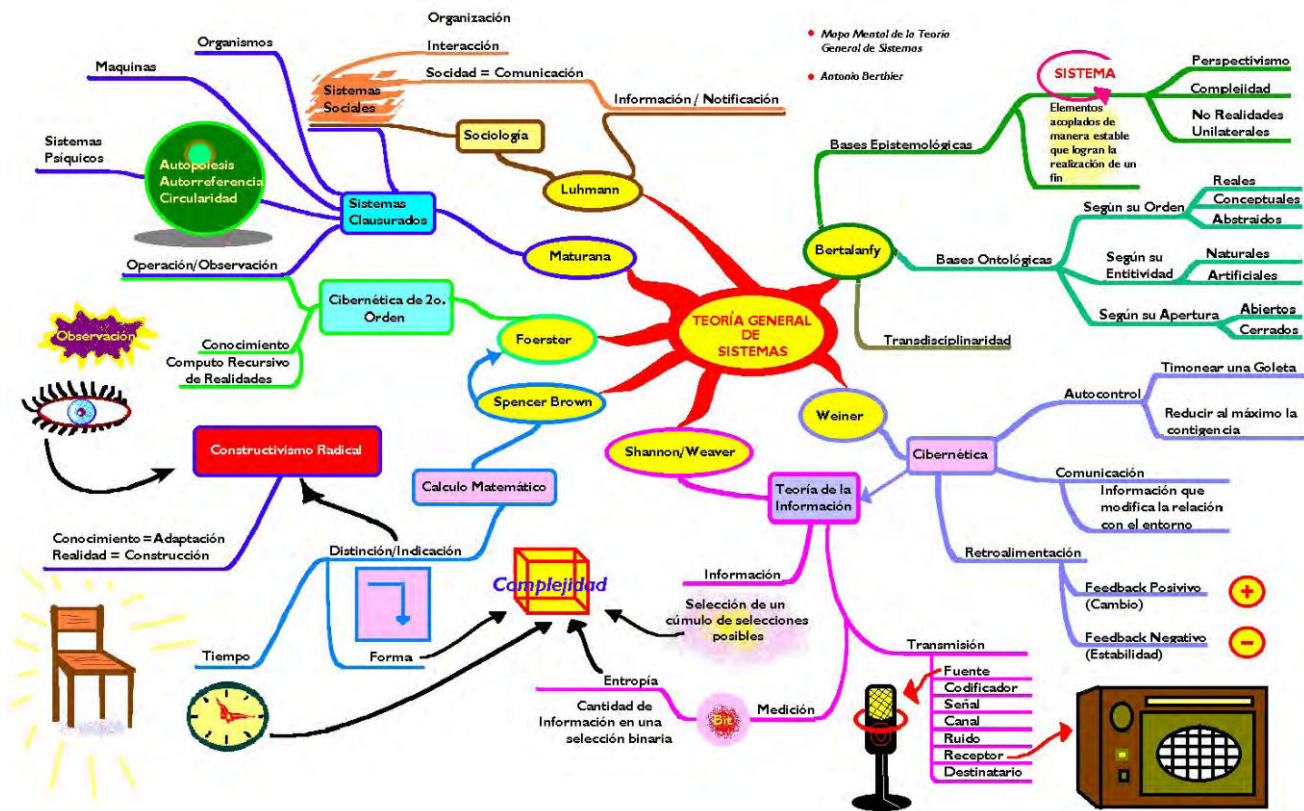 Mapa Mental de la Teoría
General de Sistemas
Antonio Berthier
TEORÍA GENERAL
DE
SISTEMAS
Luhmann
Sociología
Sistemas
Sociales
Organización
Interacción
Socidad = Comunicación
Información / Notificación
Maturana
Sistemas
Clausurados
Organismos
Maquinas
Sistemas
Psíquicos
Autopoiesis
Autorreferencia
Circularidad
Operación/Observación
Foerster
Cibernética de 2o.
Orden
Conocimiento
Computo Recursivo
de Realidades
Observación
Spencer Brown
Calculo Matemático
Distinción/Indicación
Tiempo
Forma
Constructivismo Radical
Conocimiento = Adaptación
Realidad = Construcción
Complejidad
Shannon/Weaver
Teoría de la
Información
Información
Selección de un
cúmulo de selecciones
posibles
Medición
Bit
Entropía
Cantidad de
Información en una
selección binaria
Transmisión
Fuente
Codificador
Señal
Canal
Ruido
Receptor
Destinatario
Weiner
Cibernética
Autocontrol
Timonear una Goleta
Reducir al máximo la
contigencia
Comunicación
Información que
modifica la relación
con el entorno
Retroalimentación
Feedback Posivivo
(Cambio)
+
Feedback Negativo
(Estabilidad)
−
Bertalanfy
Bases Epistemológicas
SISTEMA
Elementos
acoplados de
manera estable
que logran la
realización de un
fin
Perspectivismo
Complejidad
No Realidades
Unilaterales
Bases Ontológicas
Según su Orden
Reales
Conceptuales
Abstraidos
Según su
Entitividad
Naturales
Artificiales
Según su Apertura
Abiertos
Cerrados
Transdisciplinaridad